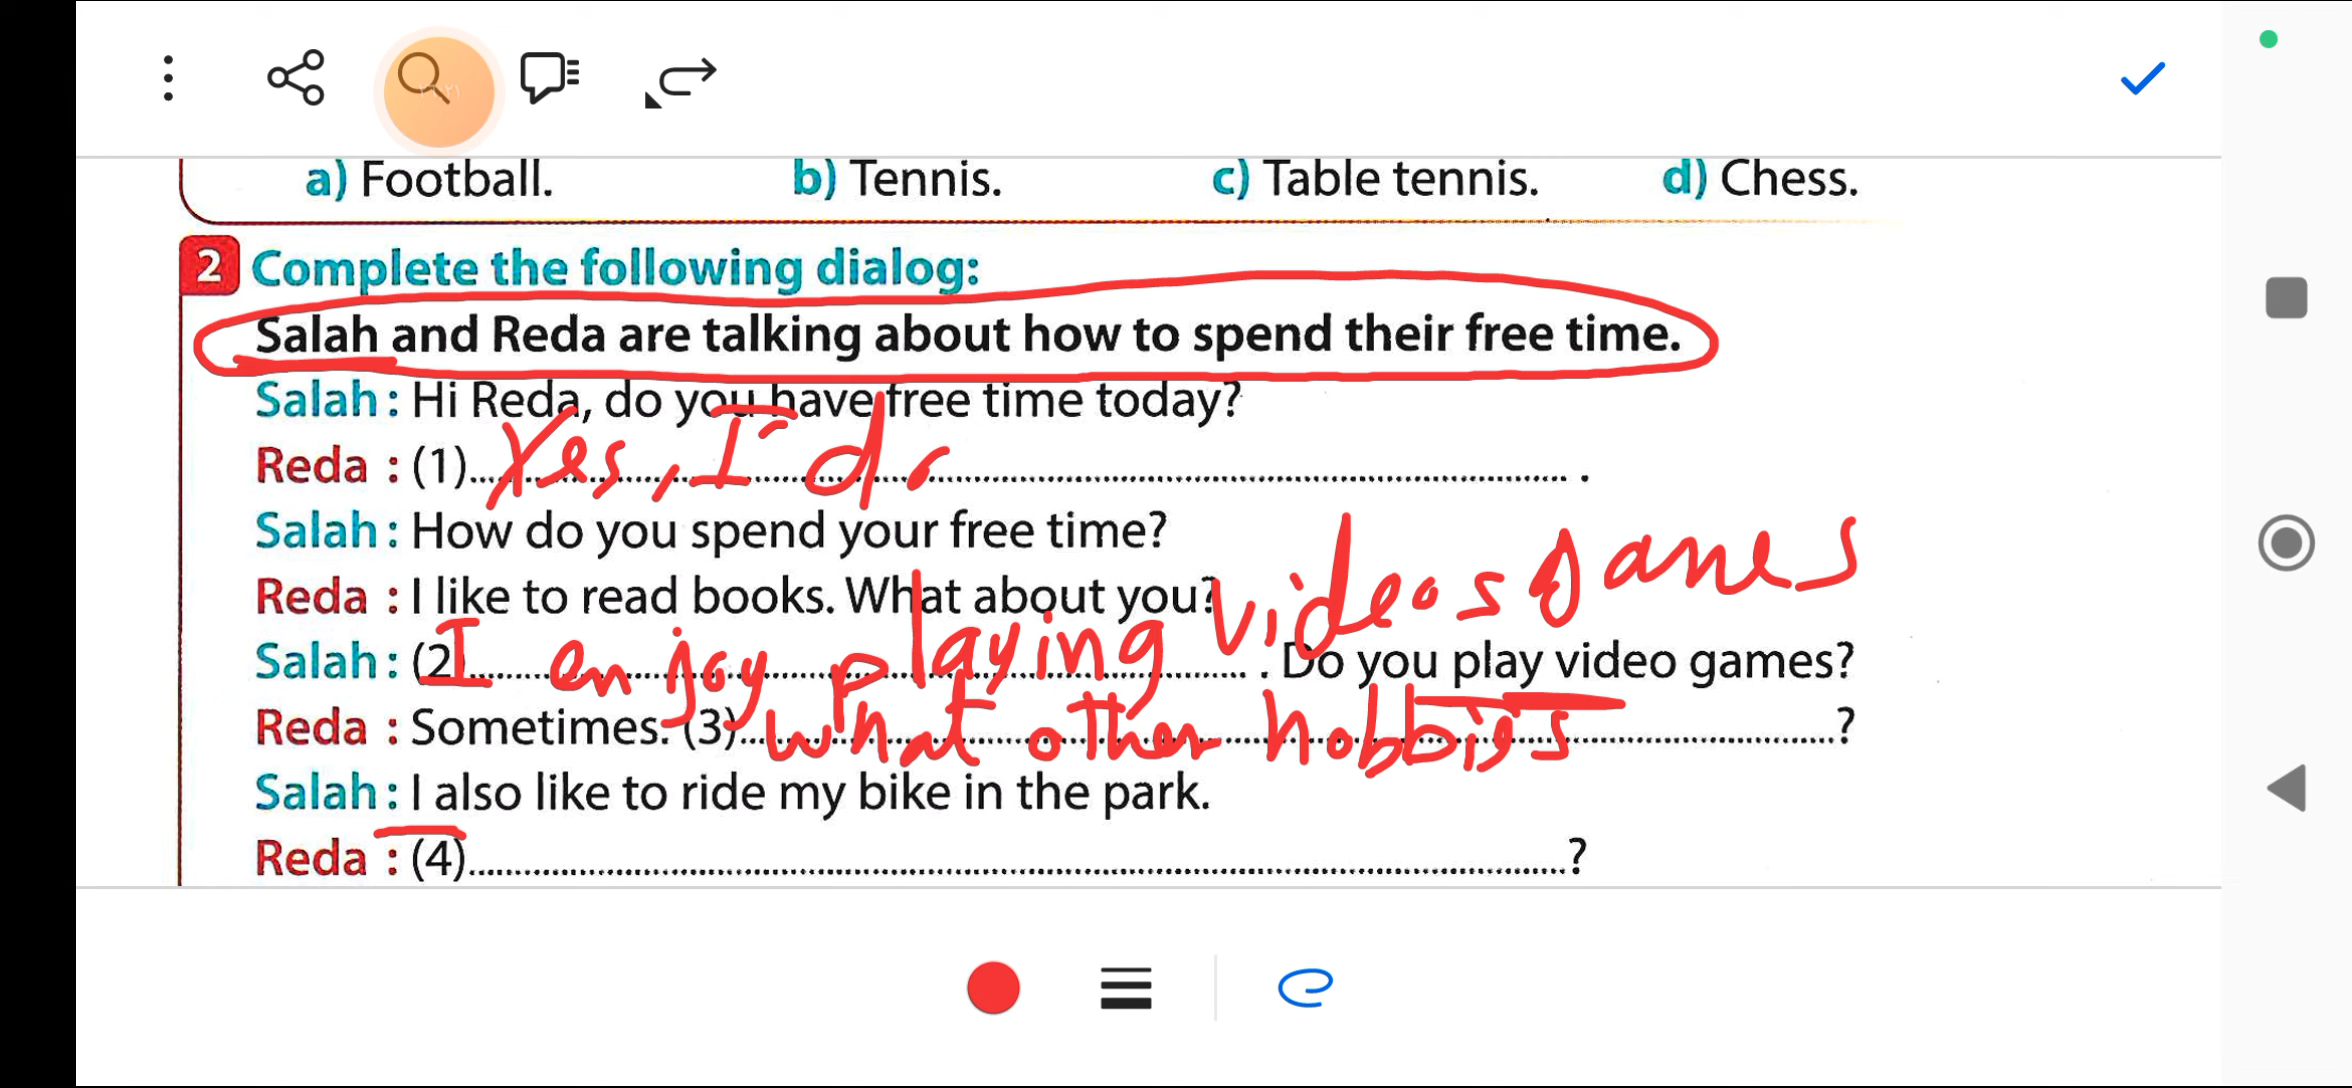 a) Football. b) Tennis. c) Table tennis. d) Chess.
2 Complete the following dialog:
Salah and Reda are talking about how to spend their free time.
Salah : Hi Reda, do you have free time today?
Reda : (1) Yes, I do .
Salah : How do you spend your free time?
Reda : I like to read books. What about you?
Salah : (2) I enjoy playing videos games . Do you play video games?
Reda : Sometimes. (3) what other hobbies ?
Salah : I also like to ride my bike in the park.
Reda : (4) ?